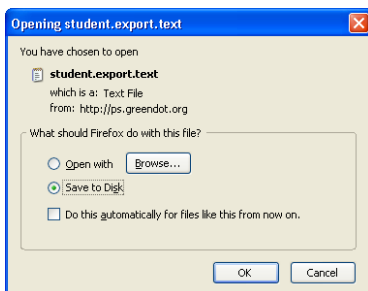 Opening student.export.text
You have chosen to open
student.export.text
which is a: Text File
from: http://ps.greendot.org
What should Firefox do with this file?
Open with Browse...
Save to Disk
Do this automatically for files like this from now on.
OK Cancel